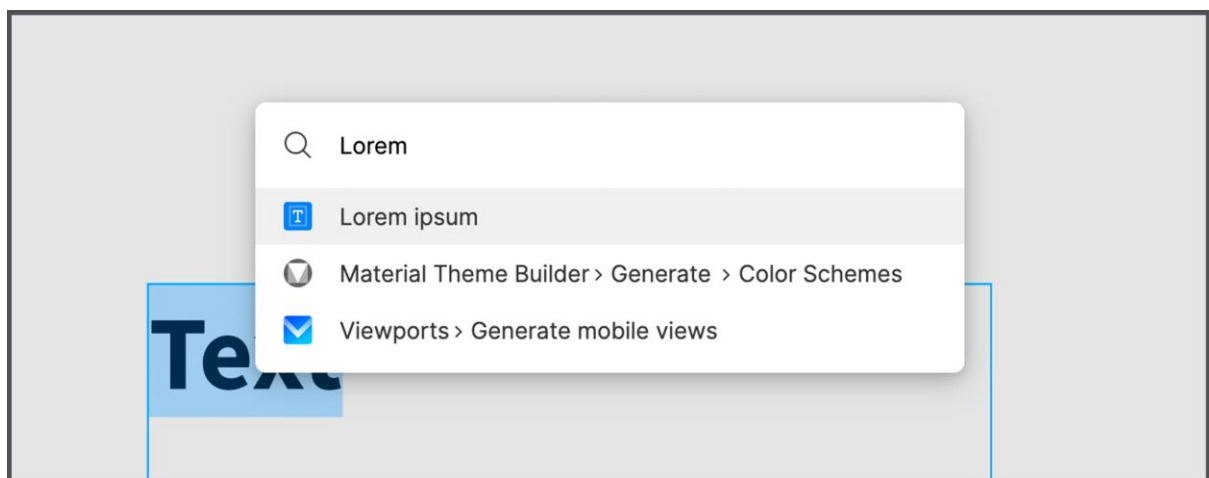 Lorem
Lorem ipsum
Material Theme Builder > Generate > Color Schemes
Viewports > Generate mobile views
Text